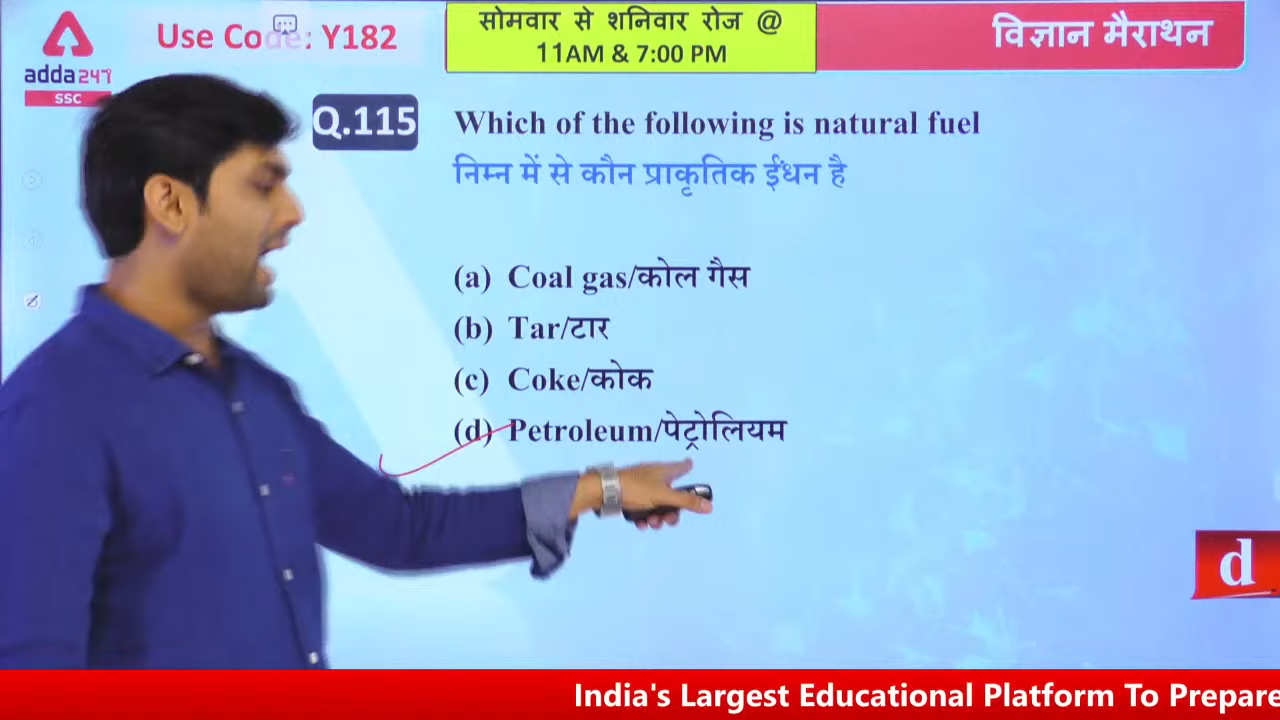 adda247
SSC
Use Code: Y182
सोमवार से शनिवार रोज @
11AM & 7:00 PM
विज्ञान मैराथन
Q.115 Which of the following is natural fuel
निम्न में से कौन प्राकृतिक ईंधन है
(a) Coal gas/कोल गैस
(b) Tar/टार
(c) Coke/कोक
(d) Petroleum/पेट्रोलियम
d
India's Largest Educational Platform To Prepare